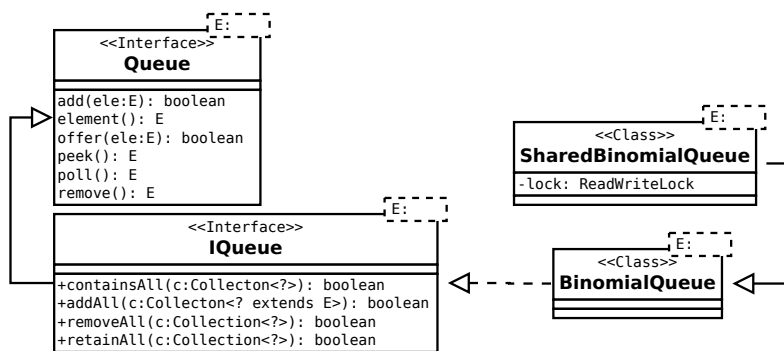 E:
<<Interface>>
Queue
add(ele:E): boolean
element(): E
offer(ele:E): boolean
peek(): E
poll(): E
remove(): E
E:
<<Interface>>
IQueue
+containsAll(c:Collecton<?>): boolean
+addAll(c:Collecton<? extends E>): boolean
+removeAll(c:Collection<?>): boolean
+retainAll(c:Collection<?>): boolean
E:
<<Class>>
SharedBinomialQueue
-lock: ReadWriteLock
E:
<<Class>>
BinomialQueue